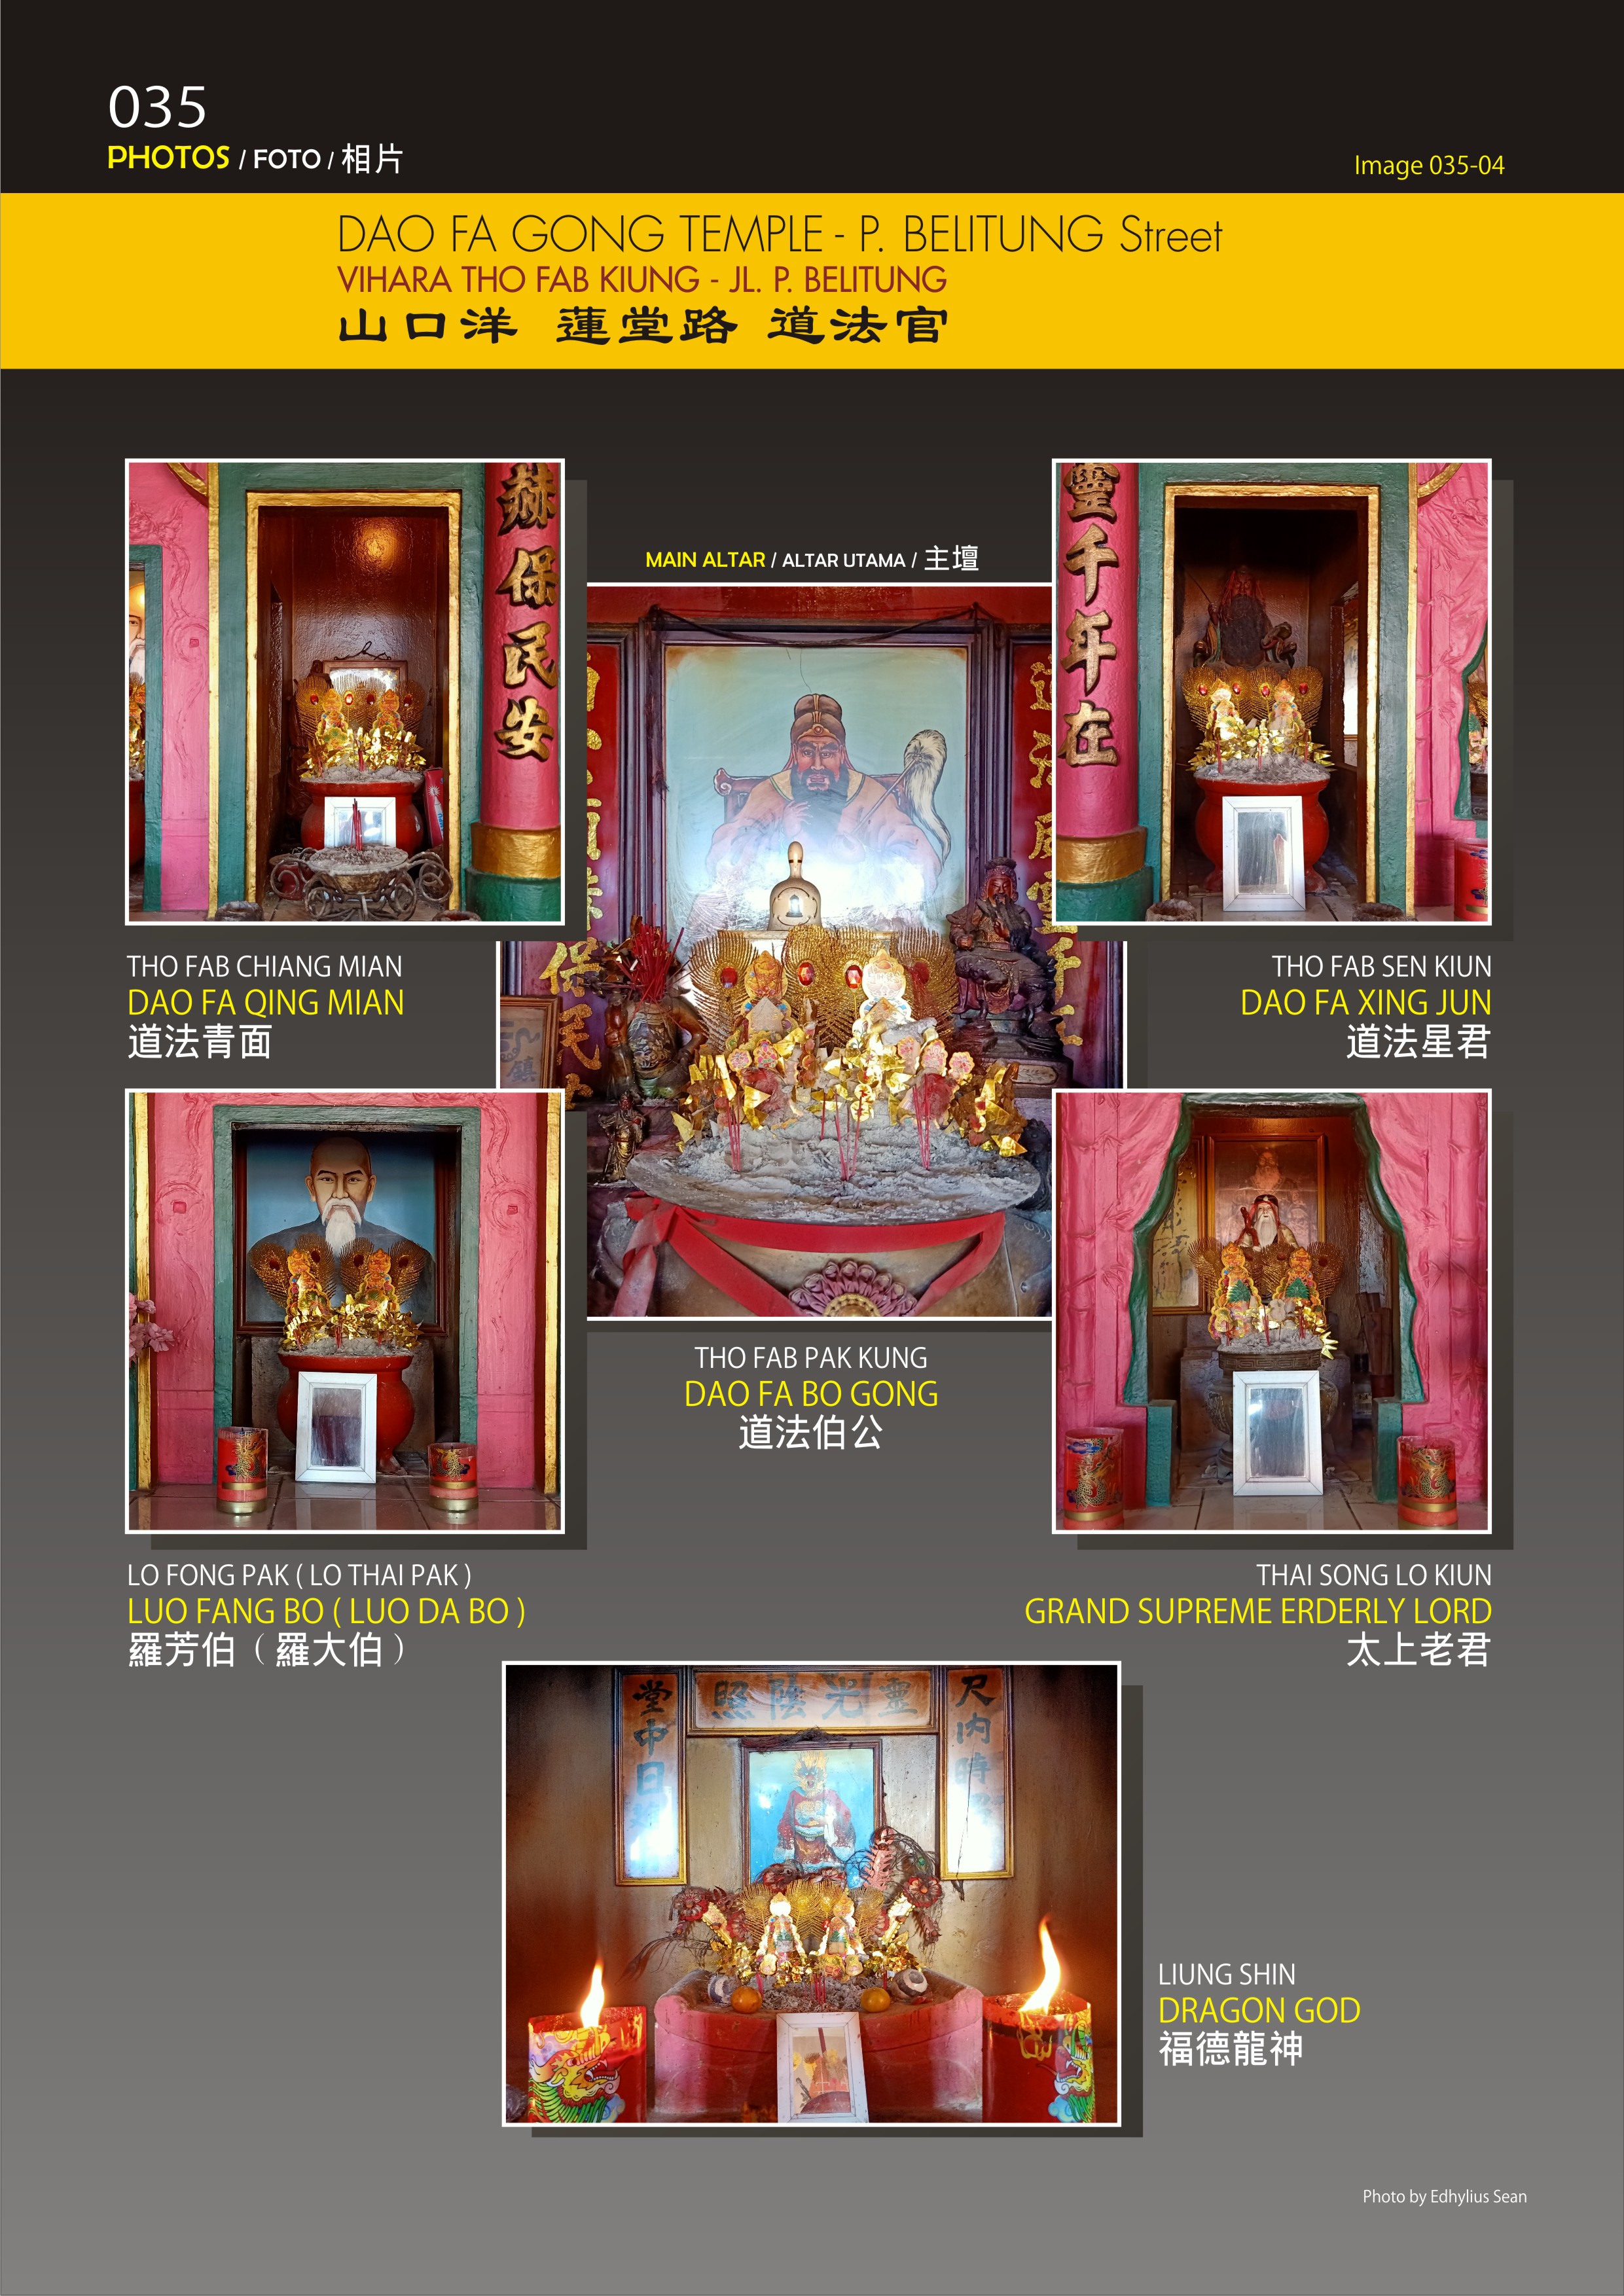 035
PHOTOS / FOTO / 相片
Image 035-04
DAO FA GONG TEMPLE - P. BELITUNG Street
VIHARA THO FAB KIUNG - JL. P. BELITUNG
山口洋 蓮堂路 道法官
赫保民安
MAIN ALTAR / ALTAR UTAMA / 主壇
靈千年在
保民
鎮
THO FAB CHIANG MIAN
DAO FA QING MIAN
道法青面
THO FAB SEN KIUN
DAO FA XING JUN
道法星君
THO FAB PAK KUNG
DAO FA BO GONG
道法伯公
LO FONG PAK ( LO THAI PAK )
LUO FANG BO ( LUO DA BO )
羅芳伯（羅大伯）
THAI SONG LO KIUN
GRAND SUPREME ERDERLY LORD
太上老君
照陰光靈
堂中日
尺內時
LIUNG SHIN
DRAGON GOD
福德龍神
Photo by Edhylius Sean